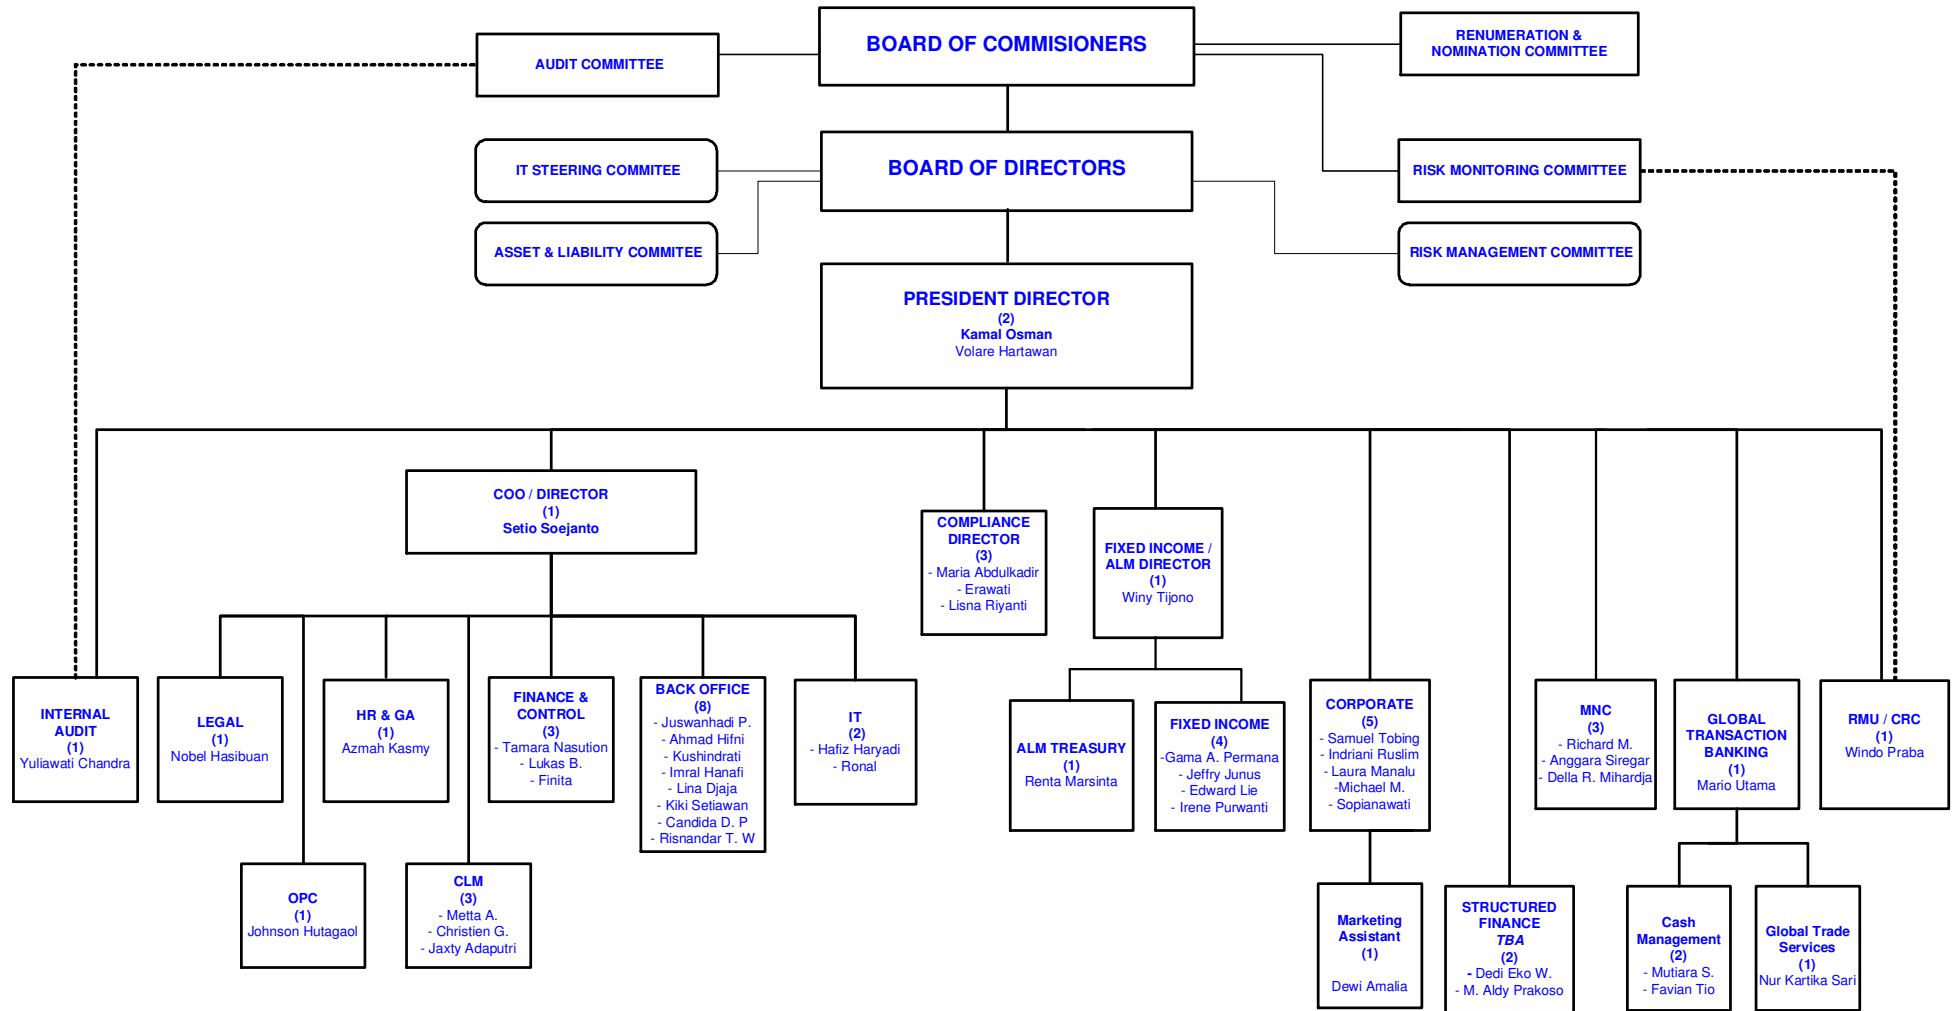 BOARD OF COMMISIONERS
RENUMERATION &
NOMINATION COMMITTEE
AUDIT COMMITTEE
BOARD OF DIRECTORS
IT STEERING COMMITEE
RISK MONITORING COMMITTEE
ASSET & LIABILITY COMMITEE
RISK MANAGEMENT COMMITTEE
PRESIDENT DIRECTOR
(2)
Kamal Osman
Volare Hartawan
COO / DIRECTOR
(1)
Setio Soejanto
COMPLIANCE
DIRECTOR
(3)
- Maria Abdulkadir
- Erawati
- Lisna Riyanti
FIXED INCOME /
ALM DIRECTOR
(1)
Winy Tijono
INTERNAL
AUDIT
(1)
Yuliawati Chandra
LEGAL
(1)
Nobel Hasibuan
HR & GA
(1)
Azmah Kasmy
FINANCE &
CONTROL
(3)
- Tamara Nasution
- Lukas B.
- Finita
BACK OFFICE
(8)
- Juswanhadi P.
- Ahmad Hifni
- Kushindrati
- Imral Hanafi
- Lina Djaja
- Kiki Setiawan
- Candida D. P
- Risnandar T. W
IT
(2)
- Hafiz Haryadi
- Ronal
ALM TREASURY
(1)
Renta Marsinta
FIXED INCOME
(4)
-Gama A. Permana
- Jeffry Junus
- Edward Lie
- Irene Purwanti
CORPORATE
(5)
- Samuel Tobing
- Indriani Ruslim
- Laura Manalu
-Michael M.
- Sopianawati
MNC
(3)
- Richard M.
- Anggara Siregar
- Della R. Mihardja
GLOBAL
TRANSACTION
BANKING
(1)
Mario Utama
RMU / CRC
(1)
Windo Praba
OPC
(1)
Johnson Hutagaol
CLM
(3)
- Metta A.
- Christien G.
- Jaxty Adaputri
Marketing
Assistant
(1)
Dewi Amalia
STRUCTURED
FINANCE
TBA
(2)
- Dedi Eko W.
- M. Aldy Prakoso
Cash
Management
(2)
- Mutiara S.
- Favian Tio
Global Trade
Services
(1)
Nur Kartika Sari